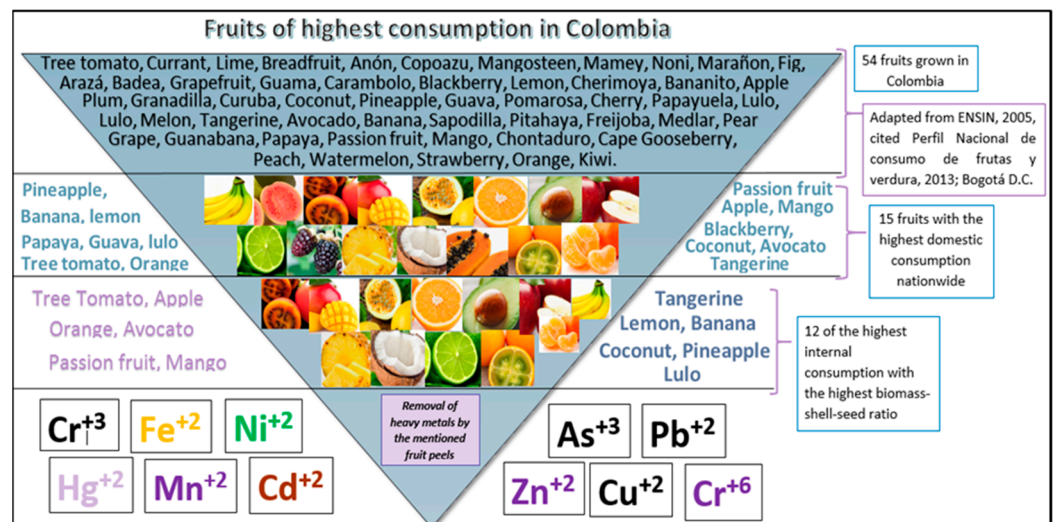 Fruits of highest consumption in Colombia
Tree tomato, Currant, Lime, Breadfruit, Anón, Copoazu, Mangosteen, Mamey, Noni, Marañon, Fig,
Arazá, Badea, Grapefruit, Guama, Carambolo, Blackberry, Lemon, Cherimoya, Bananito, Apple
Plum, Granadilla, Curuba, Coconut, Pineapple, Guava, Pomarosa, Cherry, Papayuela, Lulo,
Lulo, Melon, Tangerine, Avocado, Banana, Sapodilla, Pitahaya, Freijoba, Medlar, Pear
Grape, Guanabana, Papaya, Passion fruit, Mango, Chontaduro, Cape Gooseberry,
Peach, Watermelon, Strawberry, Orange, Kiwi.
54 fruits grown in
Colombia
Adapted from ENSIN, 2005,
cited Perfil Nacional de
consumo de frutas y
verdura, 2013; Bogotá D.C.
Pineapple,
Banana, lemon
Papaya, Guava, lulo
Tree tomato, Orange
Passion fruit
Apple, Mango
Blackberry,
Coconut, Avocato
Tangerine
15 fruits with the
highest domestic
consumption
nationwide
Tree Tomato, Apple
Orange, Avocato
Passion fruit, Mango
Tangerine
Lemon, Banana
Coconut, Pineapple
Lulo
12 of the highest
internal
consumption with
the highest biomass-
shell-seed ratio
Removal of
heavy metals by
the mentioned
fruit peels
Cr+3 Fe+2 Ni+2
Hg+2 Mn+2 Cd+2
As+3 Pb+2
Zn+2 Cu+2 Cr+6